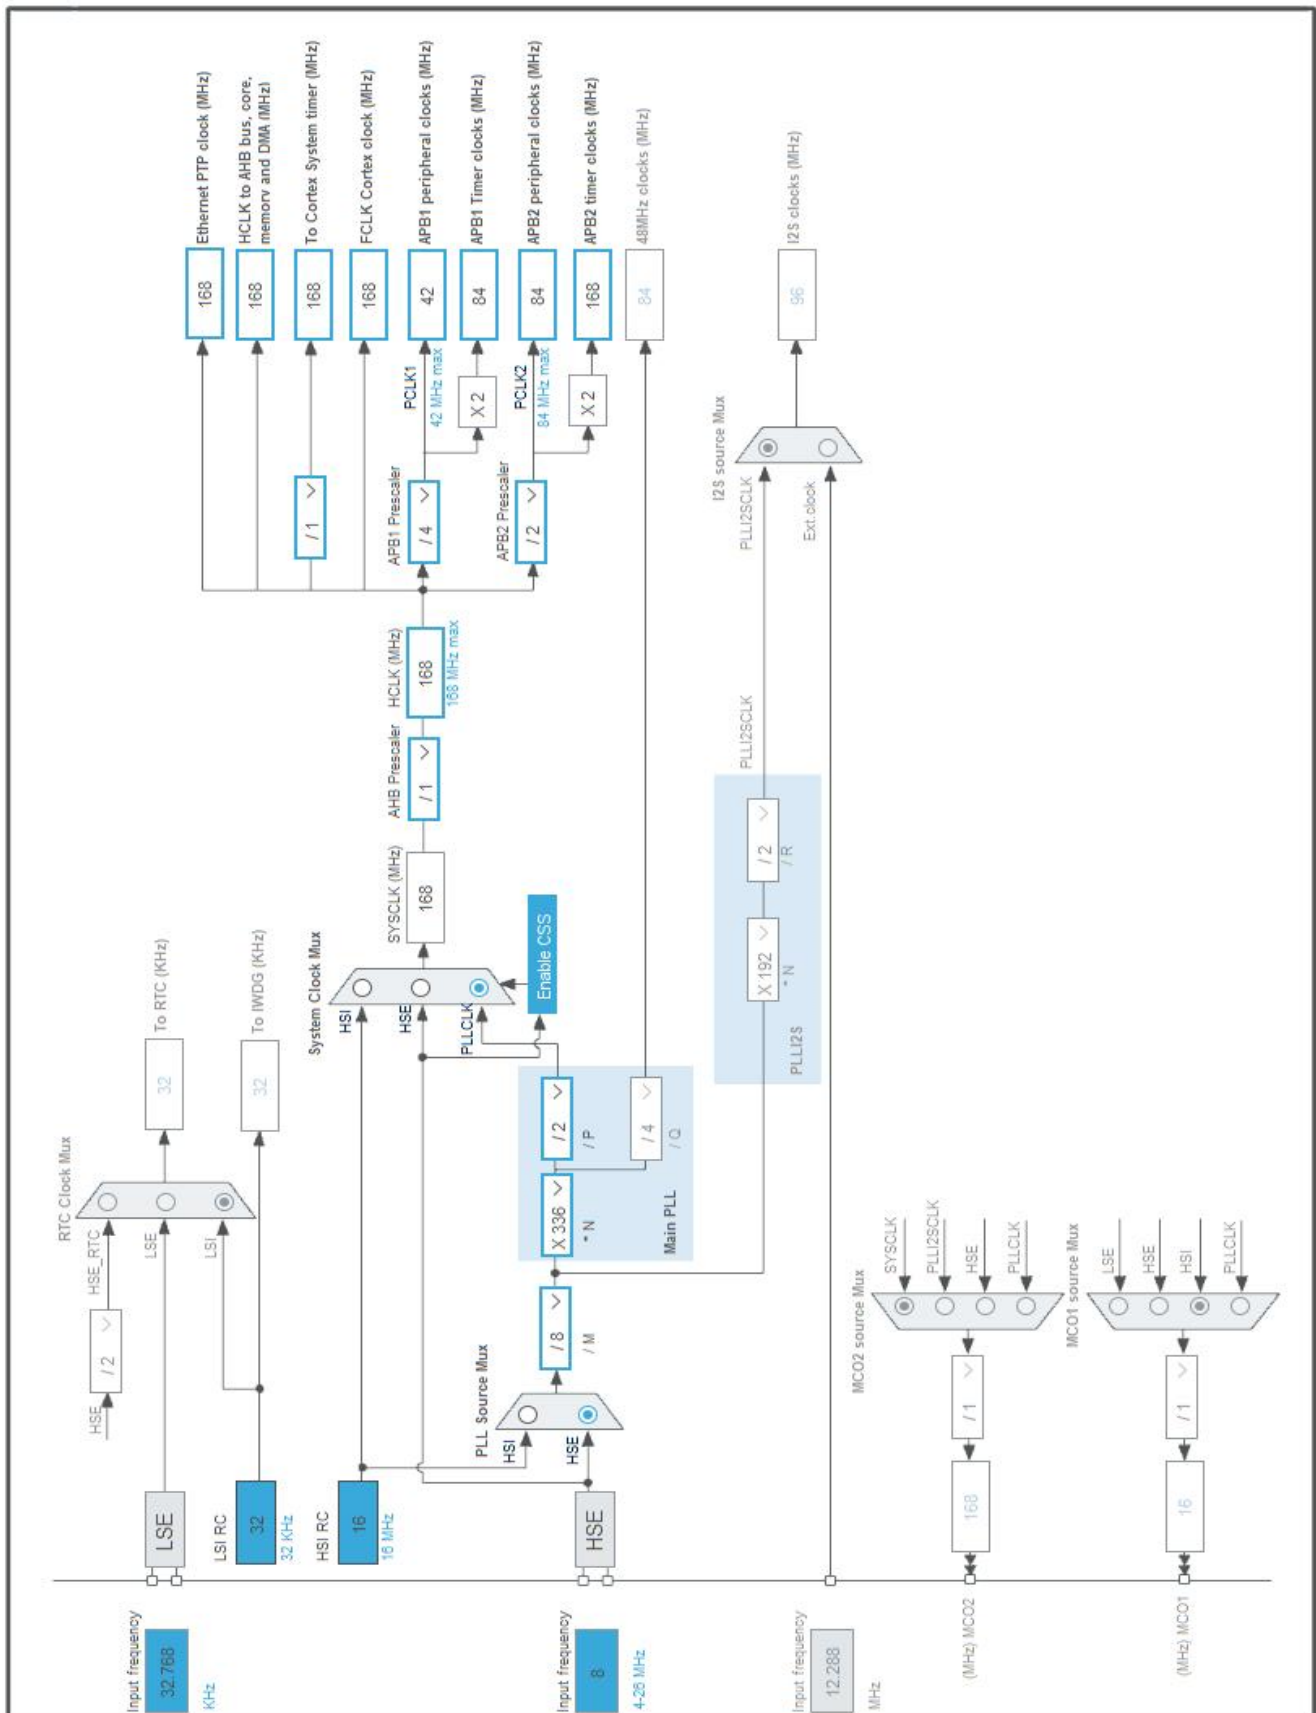 Input frequency
32.768
KHz
LSE
LSI RC
32
32 KHz
HSI RC
16
16 MHz
Input frequency
8
4-26 MHz
HSE
Input frequency
12.288
MHz
HSE
/ 2
HSE_RTC
LSE
LSI
RTC Clock Mux
32
To RTC (KHz)
32
To IWDG (KHz)
PLL Source Mux
HSI
HSE
/ 8
/ M
X 336
* N
/ 2
/ P
/ 4
/ Q
Main PLL
System Clock Mux
HSI
HSE
PLLCLK
Enable CSS
SYSCLK (MHz)
168
AHB Prescaler
/ 1
HCLK (MHz)
168
168 MHz max
/ 1
APB1 Prescaler
/ 4
PCLK1
42 MHz max
X 2
APB2 Prescaler
/ 2
PCLK2
84 MHz max
X 2
168
Ethernet PTP clock (MHz)
168
HCLK to AHB bus, core,
memory and DMA (MHz)
168
To Cortex System timer (MHz)
168
FCLK Cortex clock (MHz)
42
APB1 peripheral clocks (MHz)
84
APB1 Timer clocks (MHz)
84
APB2 peripheral clocks (MHz)
168
APB2 timer clocks (MHz)
84
48MHz clocks (MHz)
PLLI2S
X 192
* N
/ 2
/ R
PLLI2SCLK
I2S source Mux
PLLI2SCLK
Ext.clock
96
I2S clocks (MHz)
MCO2 source Mux
SYSCLK
PLLI2SCLK
HSE
PLLCLK
/ 1
168
(MHz) MCO2
MCO1 source Mux
LSE
HSE
HSI
PLLCLK
/ 1
16
(MHz) MCO1